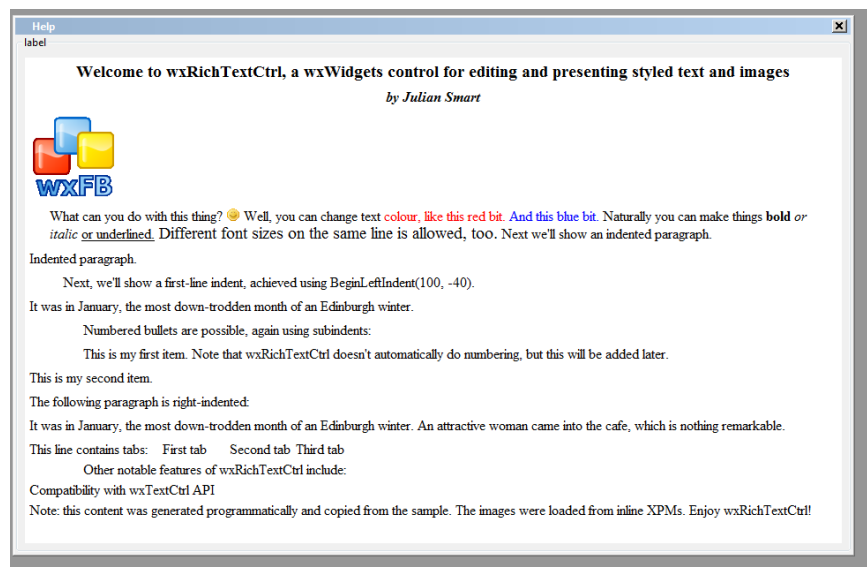 Help
label
Welcome to wxRichTextCtrl, a wxWidgets control for editing and presenting styled text and images
by Julian Smart
wxFB
What can you do with this thing? Well, you can change text colour, like this red bit. And this blue bit. Naturally you can make things bold or
italic or underlined. Different font sizes on the same line is allowed, too. Next we'll show an indented paragraph.
Indented paragraph.
Next, we'll show a first-line indent, achieved using BeginLeftIndent(100, -40).
It was in January, the most down-trodden month of an Edinburgh winter.
Numbered bullets are possible, again using subindents:
This is my first item. Note that wxRichTextCtrl doesn't automatically do numbering, but this will be added later.
This is my second item.
The following paragraph is right-indented:
It was in January, the most down-trodden month of an Edinburgh winter. An attractive woman came into the cafe, which is nothing remarkable.
This line contains tabs: First tab Second tab Third tab
Other notable features of wxRichTextCtrl include:
Compatibility with wxTextCtrl API
Note: this content was generated programmatically and copied from the sample. The images were loaded from inline XPMs. Enjoy wxRichTextCtrl!